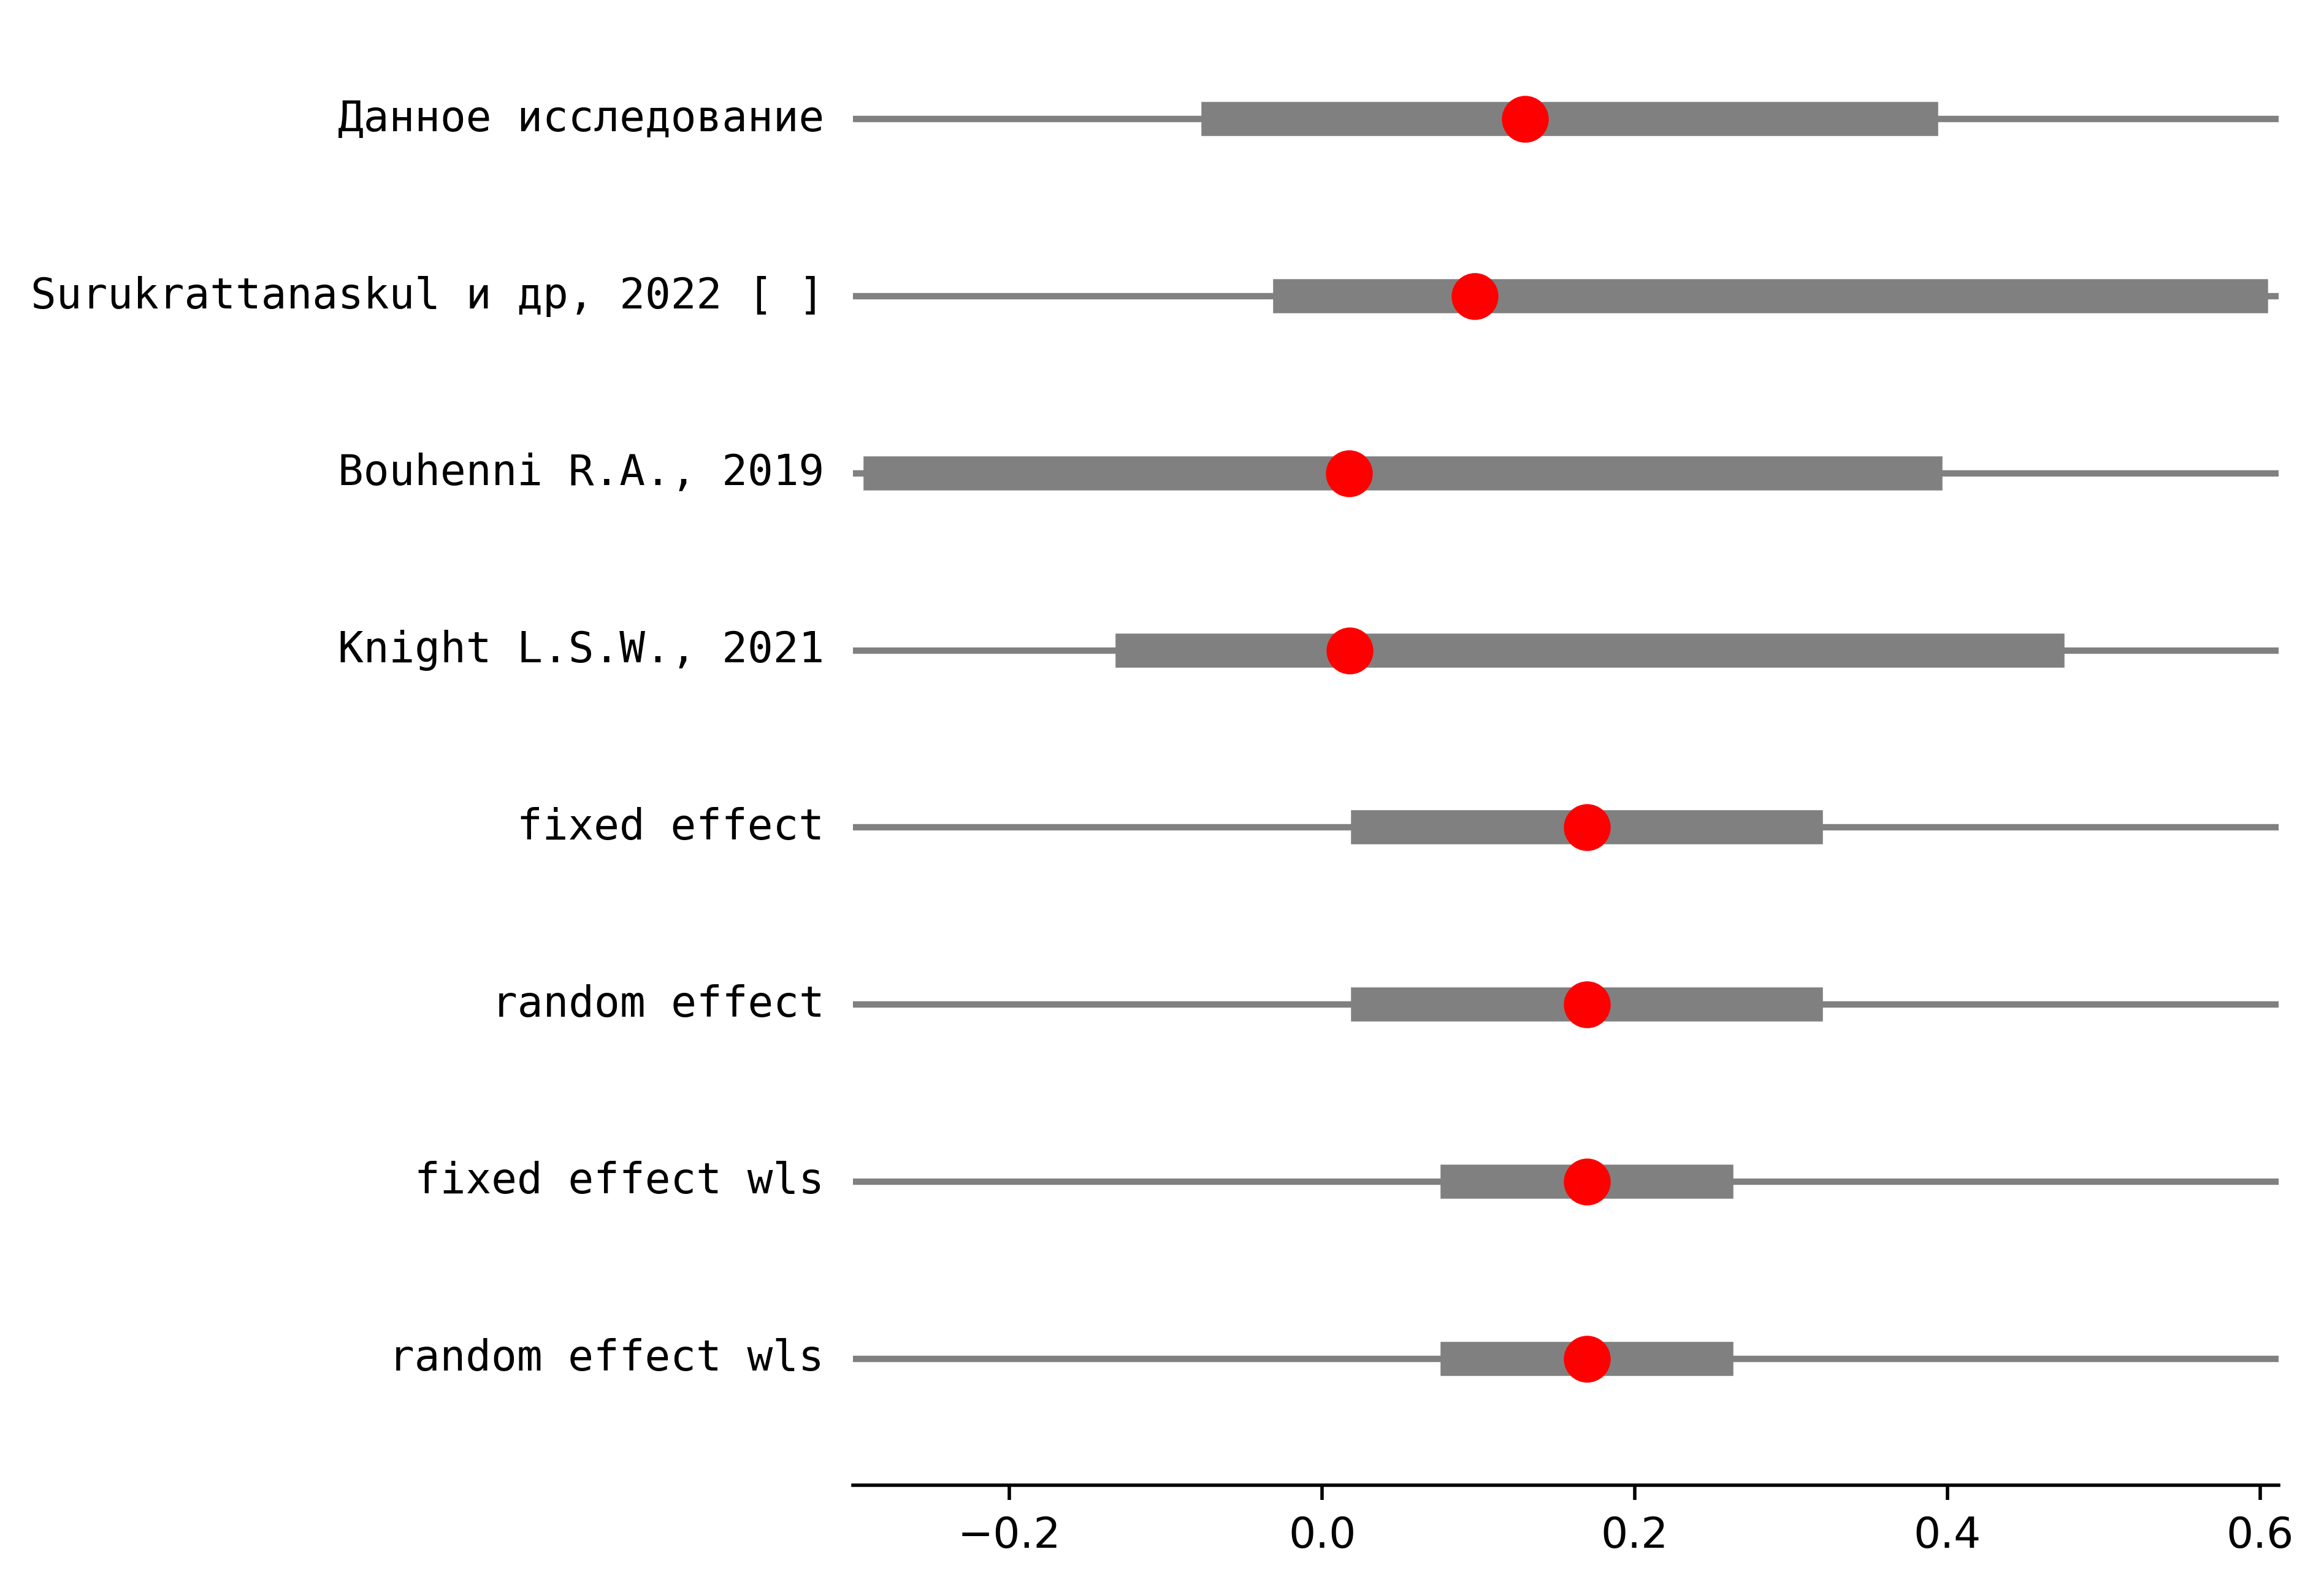 Данное исследование
Surukrattanaskul и др, 2022 [ ]
Bouhenni R.A., 2019
Knight L.S.W., 2021
fixed effect
random effect
fixed effect wls
random effect wls
−0.2 0.0 0.2 0.4 0.6